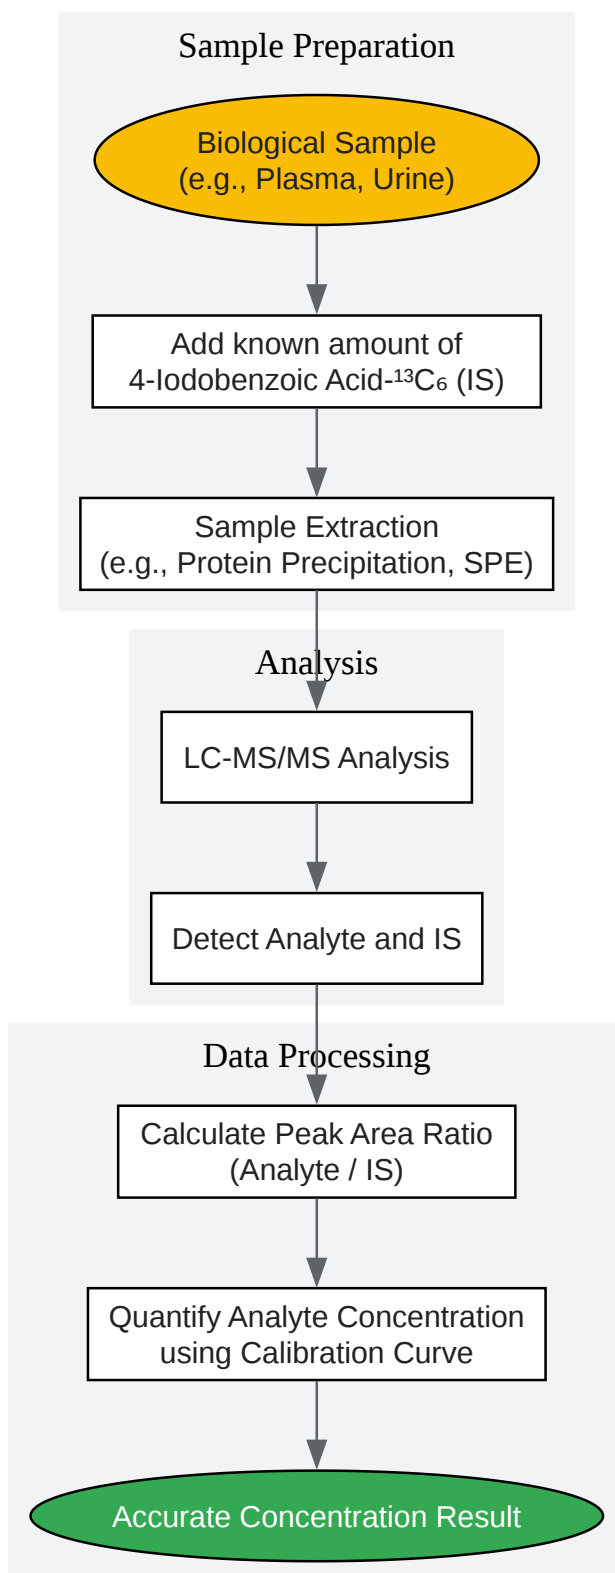 Sample Preparation
Biological Sample
(e.g., Plasma, Urine)
Add known amount of
4-Iodobenzoic Acid-¹³C₆ (IS)
Sample Extraction
(e.g., Protein Precipitation, SPE)
Analysis
LC-MS/MS Analysis
Detect Analyte and IS
Data Processing
Calculate Peak Area Ratio
(Analyte / IS)
Quantify Analyte Concentration
using Calibration Curve
Accurate Concentration Result